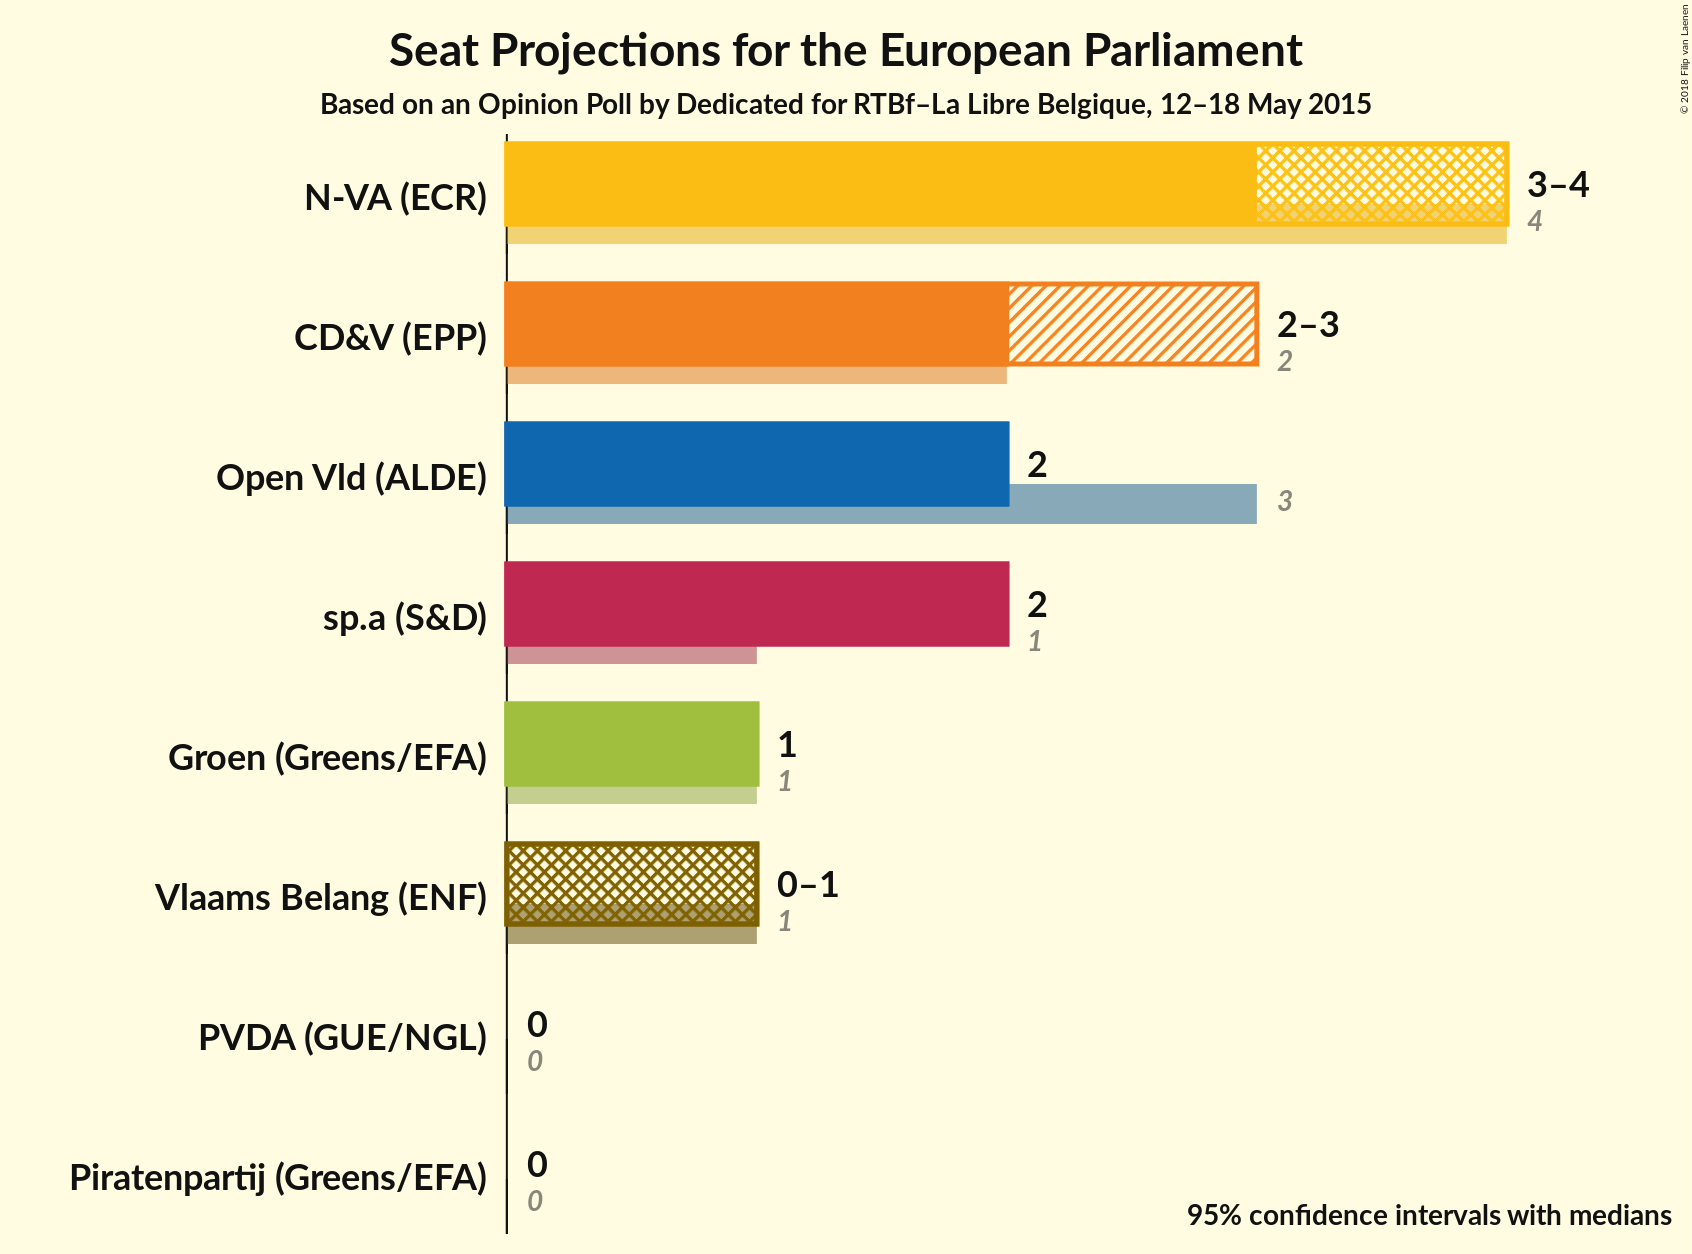 Seat Projections for the European Parliament
Based on an Opinion Poll by Dedicated for RTBf–La Libre Belgique, 12–18 May 2015
© 2018 Filip van Laenen
N-VA (ECR)
3–4
4
CD&V (EPP)
2–3
2
Open Vld (ALDE)
2
3
sp.a (S&D)
2
1
Groen (Greens/EFA)
1
1
Vlaams Belang (ENF)
0–1
1
PVDA (GUE/NGL)
0
0
Piratenpartij (Greens/EFA)
0
0
95% confidence intervals with medians